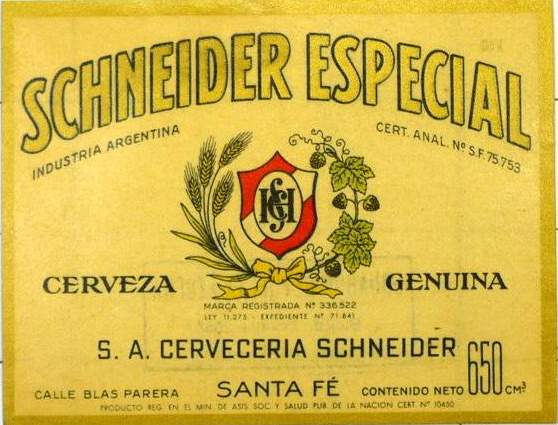 SCHNEIDER ESPECIAL
INDUSTRIA ARGENTINA
CERT. ANAL. Nº S.F. 75.753
CERVEZA GENUINA
MARCA REGISTRADA Nº 336.522
LEY 11.275 - EXPEDIENTE Nº 71.641
S. A. CERVECERIA SCHNEIDER
CALLE BLAS PARERA SANTA FÉ CONTENIDO NETO 650 CM³
PRODUCTO REG. EN EL MIN. DE ASIS. SOC. Y SALUD PUB. DE LA NACION CERT. Nº 10450